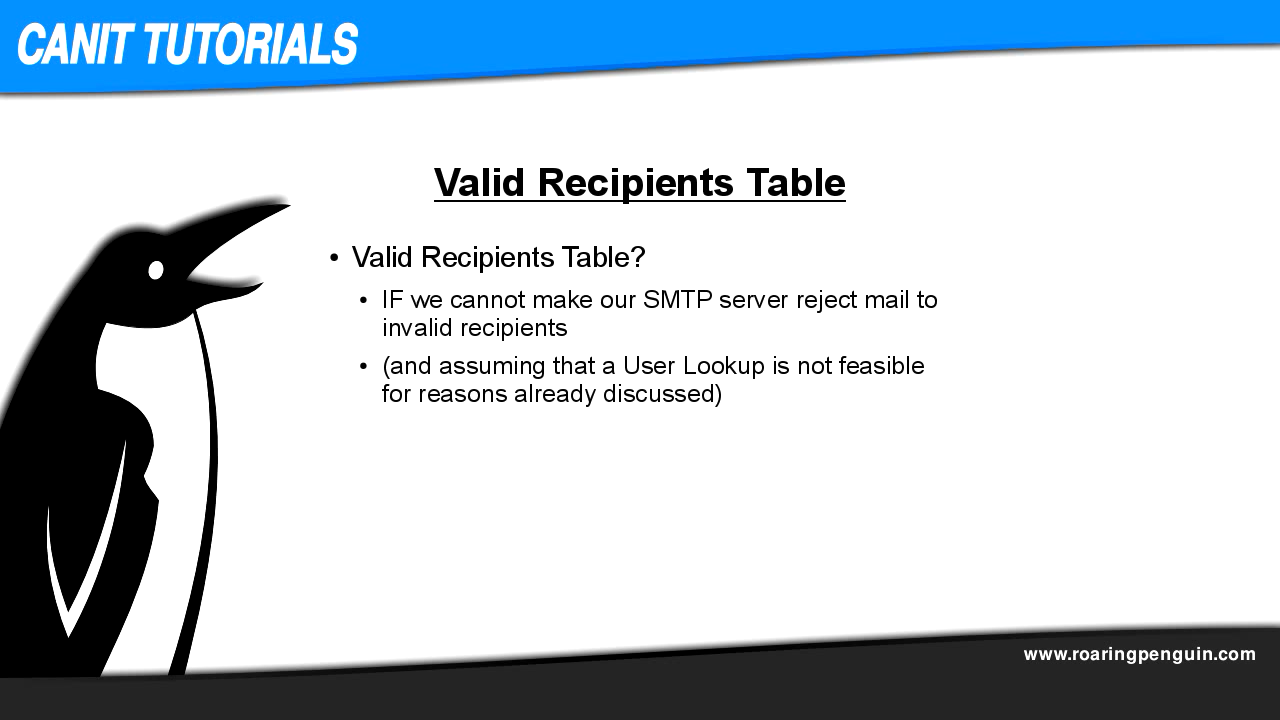 CANIT TUTORIALS
Valid Recipients Table
• Valid Recipients Table?
• IF we cannot make our SMTP server reject mail to
invalid recipients
• (and assuming that a User Lookup is not feasible
for reasons already discussed)
www.roaringpenguin.com